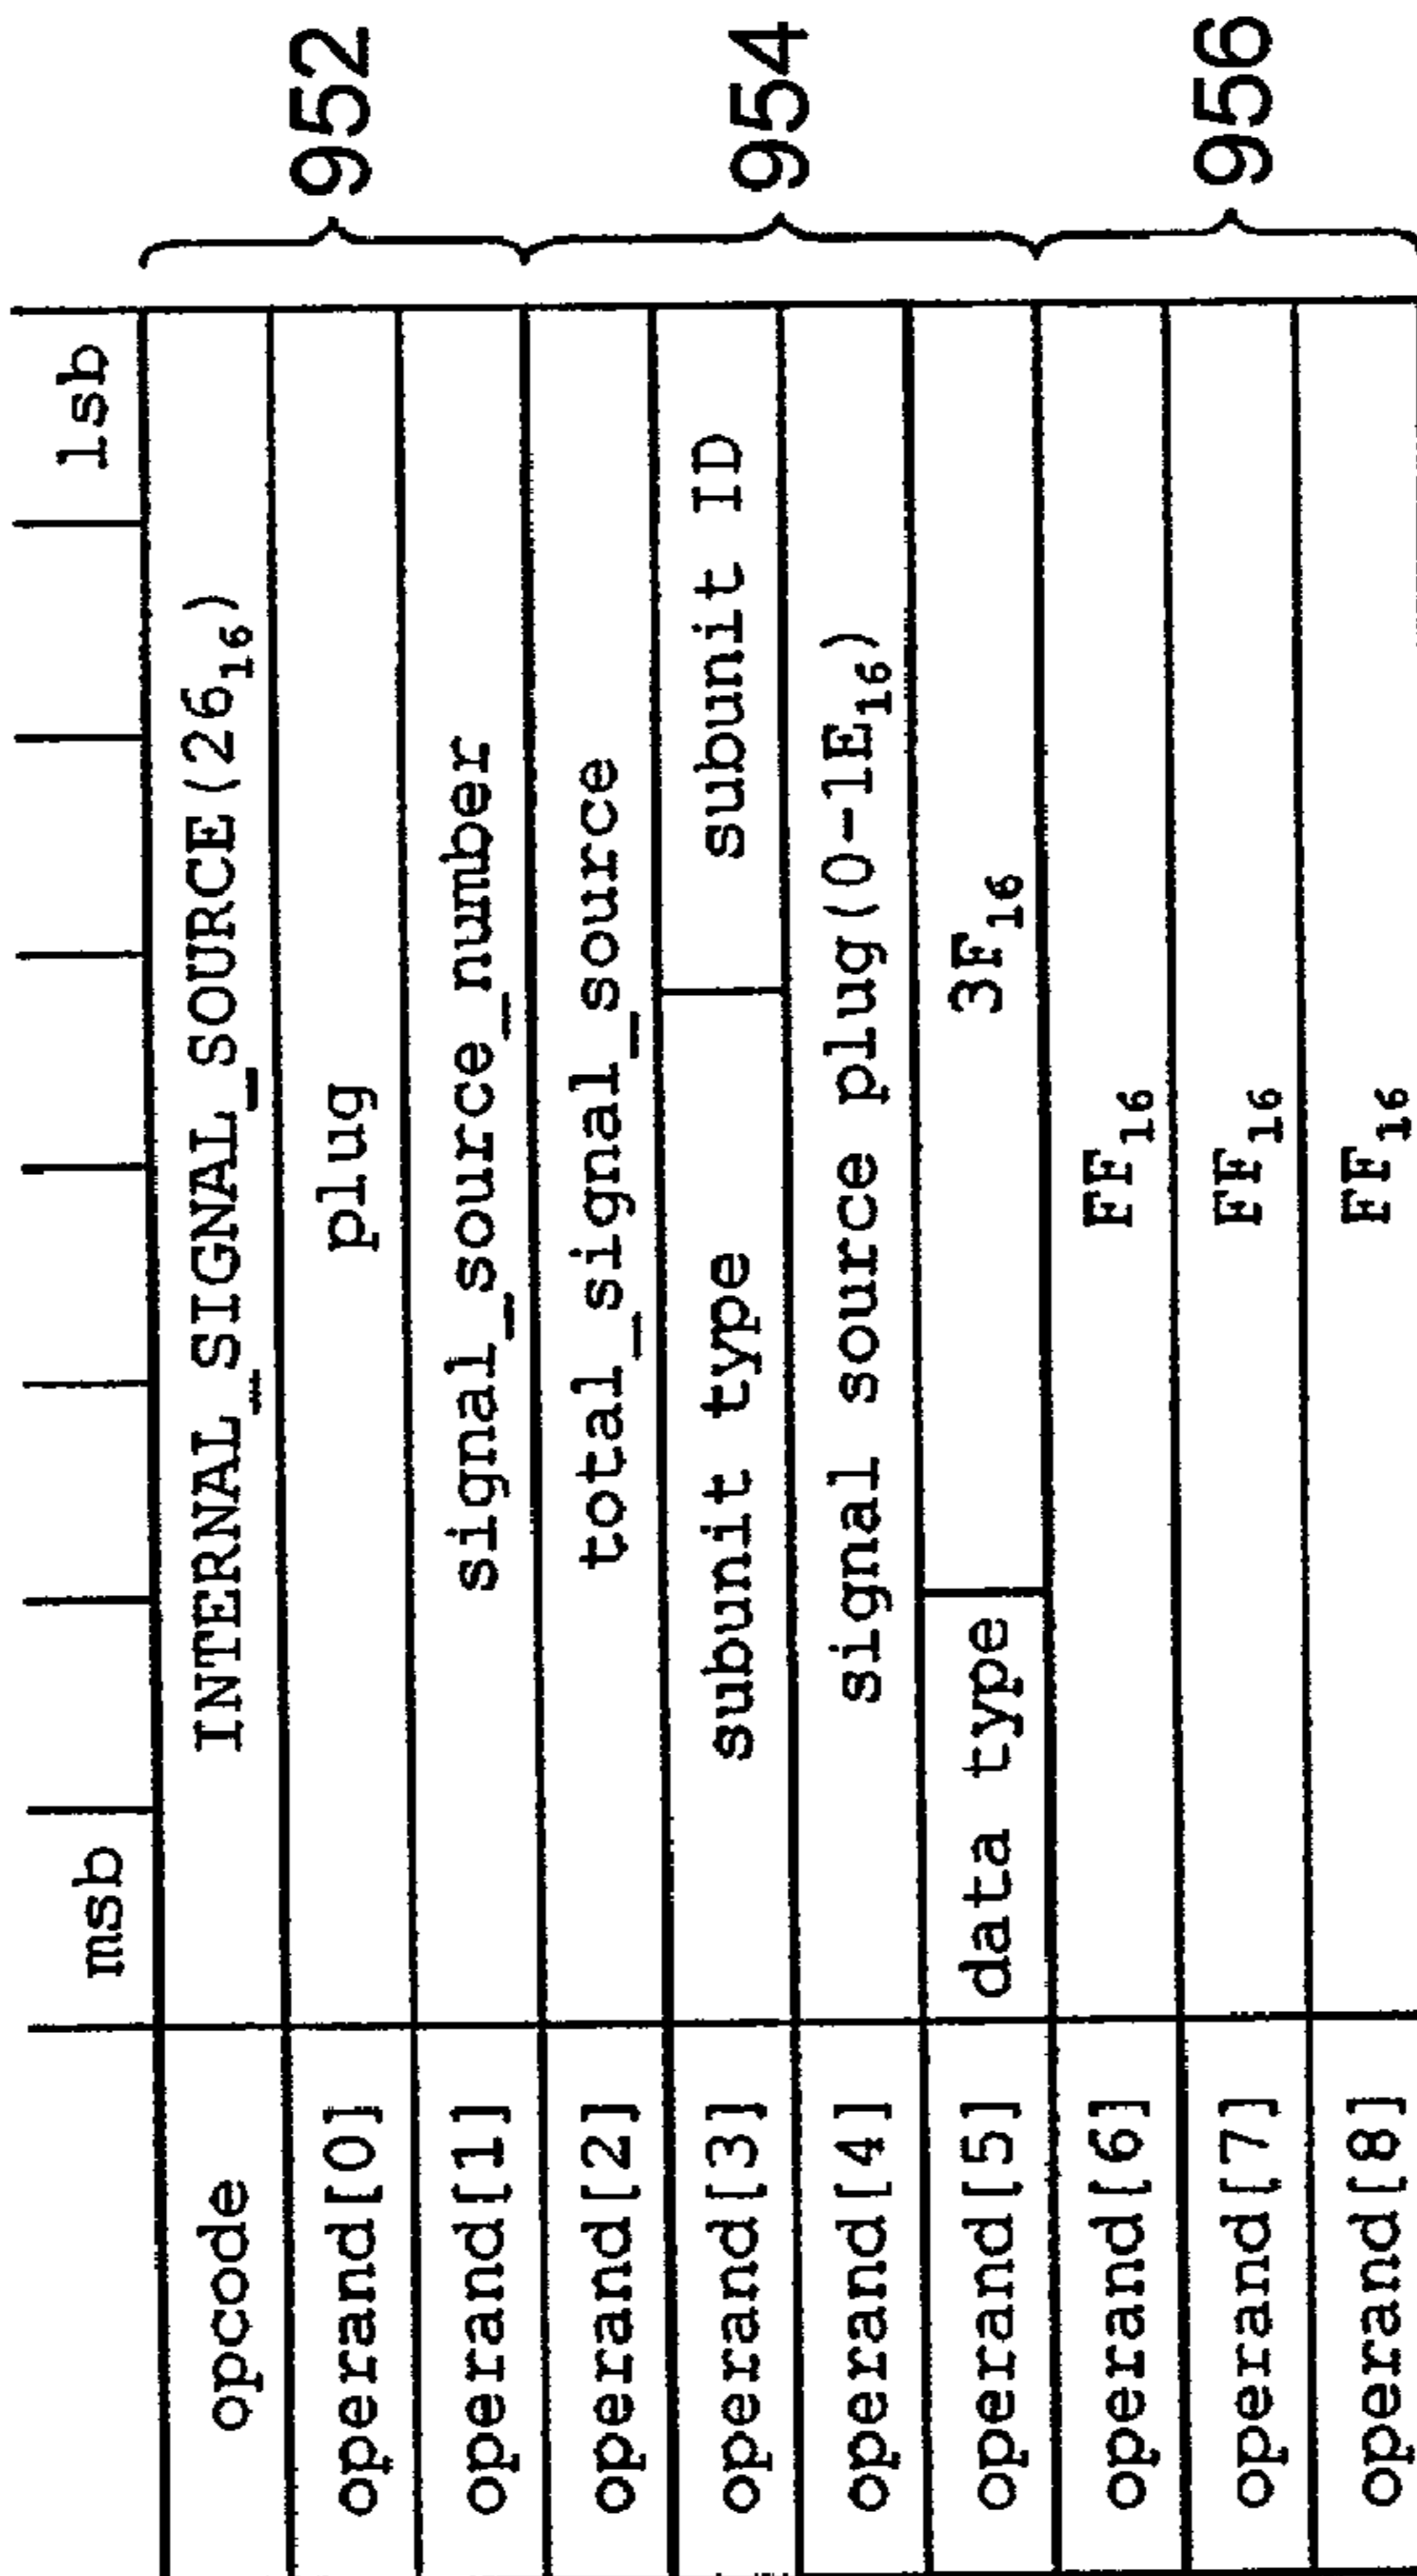 msb lsb
opcode INTERNAL_SIGNAL_SOURCE(26₁₆)
operand[0] plug
operand[1] signal_source_number
952
operand[2] total_signal_source
operand[3] subunit type subunit ID
operand[4] signal source plug(0-1E₁₆)
operand[5] data type 3F₁₆
954
operand[6] FF₁₆
operand[7] FF₁₆
operand[8] FF₁₆
956